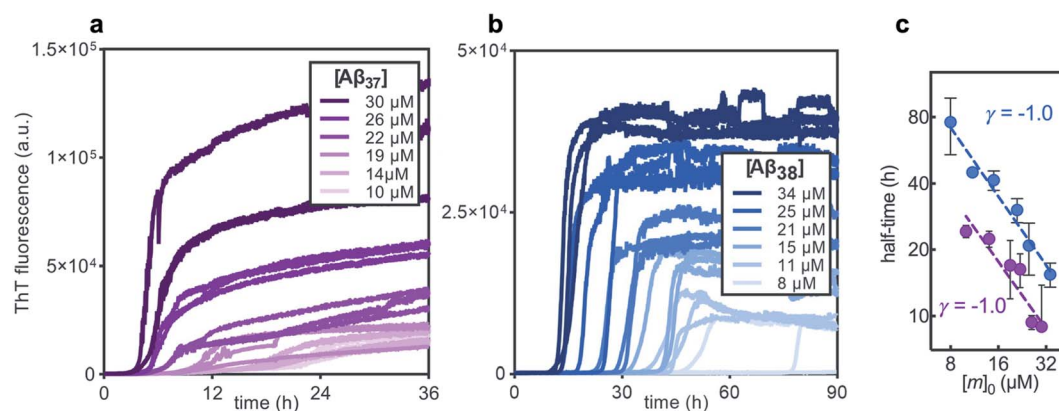 a
1.5×10⁵
1×10⁵
5×10⁴
0
ThT fluorescence (a.u.)
[Aβ₃₇]
30 μM
26 μM
22 μM
19 μM
14μM
10 μM
0
12
24
36
time (h)
b
5×10⁴
2.5×10⁴
0
[Aβ₃₈]
34 μM
25 μM
21 μM
15 μM
11 μM
8 μM
0
30
60
90
time (h)
c
half-time (h)
80
40
20
10
γ = -1.0
γ = -1.0
8
16
32
[m]₀ (μM)